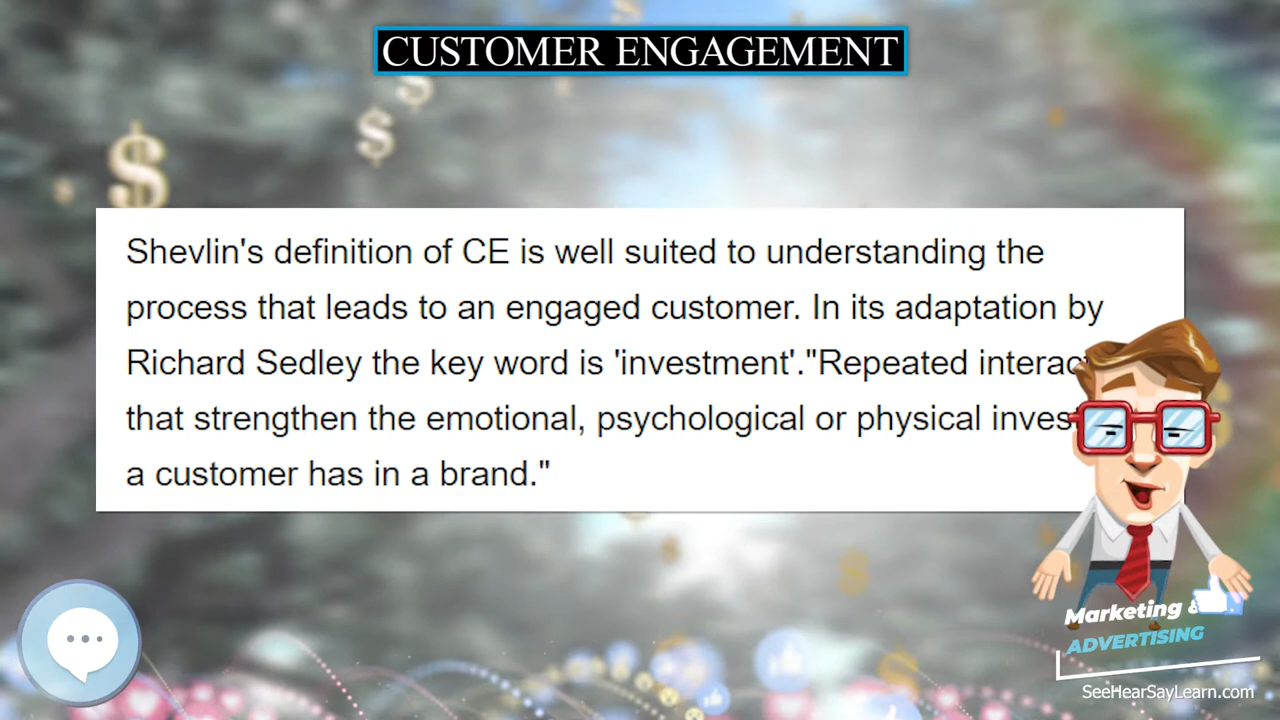 CUSTOMER ENGAGEMENT
Shevlin's definition of CE is well suited to understanding the
process that leads to an engaged customer. In its adaptation by
Richard Sedley the key word is 'investment'."Repeated
that strengthen the emotional, psychological or physical
a customer has in a brand."
Marketing &
ADVERTISING
SeeHearSayLearn.com